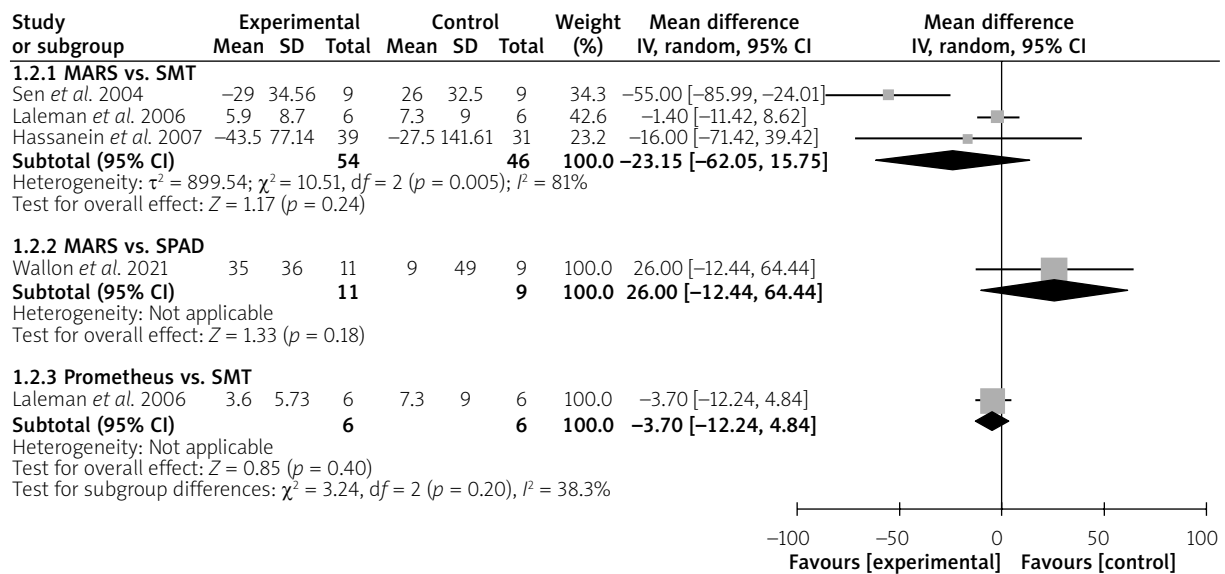 Study Experimental Control Weight Mean difference Mean difference
or subgroup Mean SD Total Mean SD Total (%) IV, random, 95% CI IV, random, 95% CI
1.2.1 MARS vs. SMT
Sen et al. 2004 –29 34.56 9 26 32.5 9 34.3 –55.00 [–85.99, –24.01]
Laleman et al. 2006 5.9 8.7 6 7.3 9 6 42.6 –1.40 [–11.42, 8.62]
Hassanein et al. 2007 –43.5 77.14 39 –27.5 141.61 31 23.2 –16.00 [–71.42, 39.42]
Subtotal (95% CI) 54 46 100.0 –23.15 [–62.05, 15.75]
Heterogeneity: τ² = 899.54; χ² = 10.51, df = 2 (p = 0.005); I² = 81%
Test for overall effect: Z = 1.17 (p = 0.24)
1.2.2 MARS vs. SPAD
Wallon et al. 2021 35 36 11 9 49 9 100.0 26.00 [–12.44, 64.44]
Subtotal (95% CI) 11 9 100.0 26.00 [–12.44, 64.44]
Heterogeneity: Not applicable
Test for overall effect: Z = 1.33 (p = 0.18)
1.2.3 Prometheus vs. SMT
Laleman et al. 2006 3.6 5.73 6 7.3 9 6 100.0 –3.70 [–12.24, 4.84]
Subtotal (95% CI) 6 6 100.0 –3.70 [–12.24, 4.84]
Heterogeneity: Not applicable
Test for overall effect: Z = 0.85 (p = 0.40)
Test for subgroup differences: χ² = 3.24, df = 2 (p = 0.20), I² = 38.3%
–100 –50 0 50 100
Favours [experimental] Favours [control]